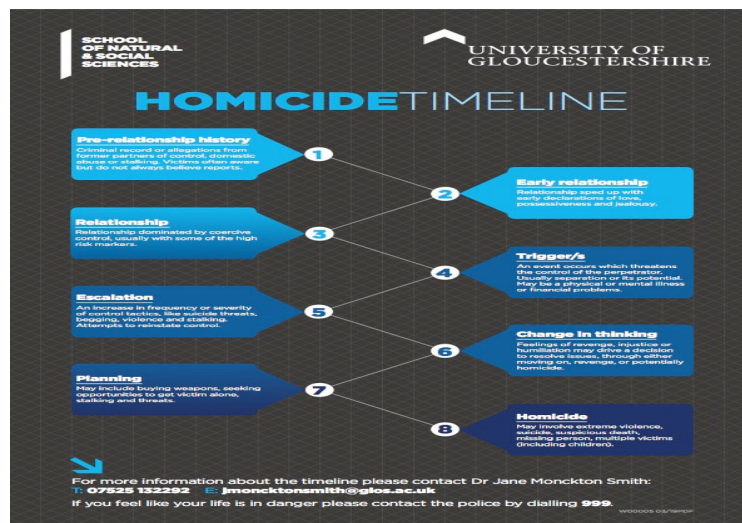 SCHOOL
OF NATURAL
& SOCIAL
SCIENCES
UNIVERSITY OF
GLOUCESTERSHIRE
HOMICIDETIMELINE
Pre-relationship history
Criminal record or allegations from
former partners of control, domestic
abuse or stalking. Victims often aware
but do not always believe reports.
1
2
Early relationship
Relationship sped up with
early declarations of love,
possessiveness and jealousy.
Relationship
Relationship dominated by coercive
control, usually with some of the high
risk markers.
3
4
Trigger/s
An event occurs which threatens
the control of the perpetrator.
Usually separation or its potential.
May be a physical or mental illness
or financial problems.
Escalation
An increase in frequency or severity
of control tactics, like suicide threats,
begging, violence and stalking.
Attempts to reinstate control.
5
6
Change in thinking
Feelings of revenge, injustice or
humiliation may drive a decision
to resolve issues, through either
moving on, revenge, or potentially
homicide.
Planning
May include buying weapons, seeking
opportunities to get victim alone,
stalking and threats.
7
8
Homicide
May involve extreme violence,
suicide, suspicious death,
missing person, multiple victims
(including children).
For more information about the timeline please contact Dr Jane Monckton Smith:
T: 07525 132292 E: jmoncktonsmith@glos.ac.uk
If you feel like your life is in danger please contact the police by dialling 999.